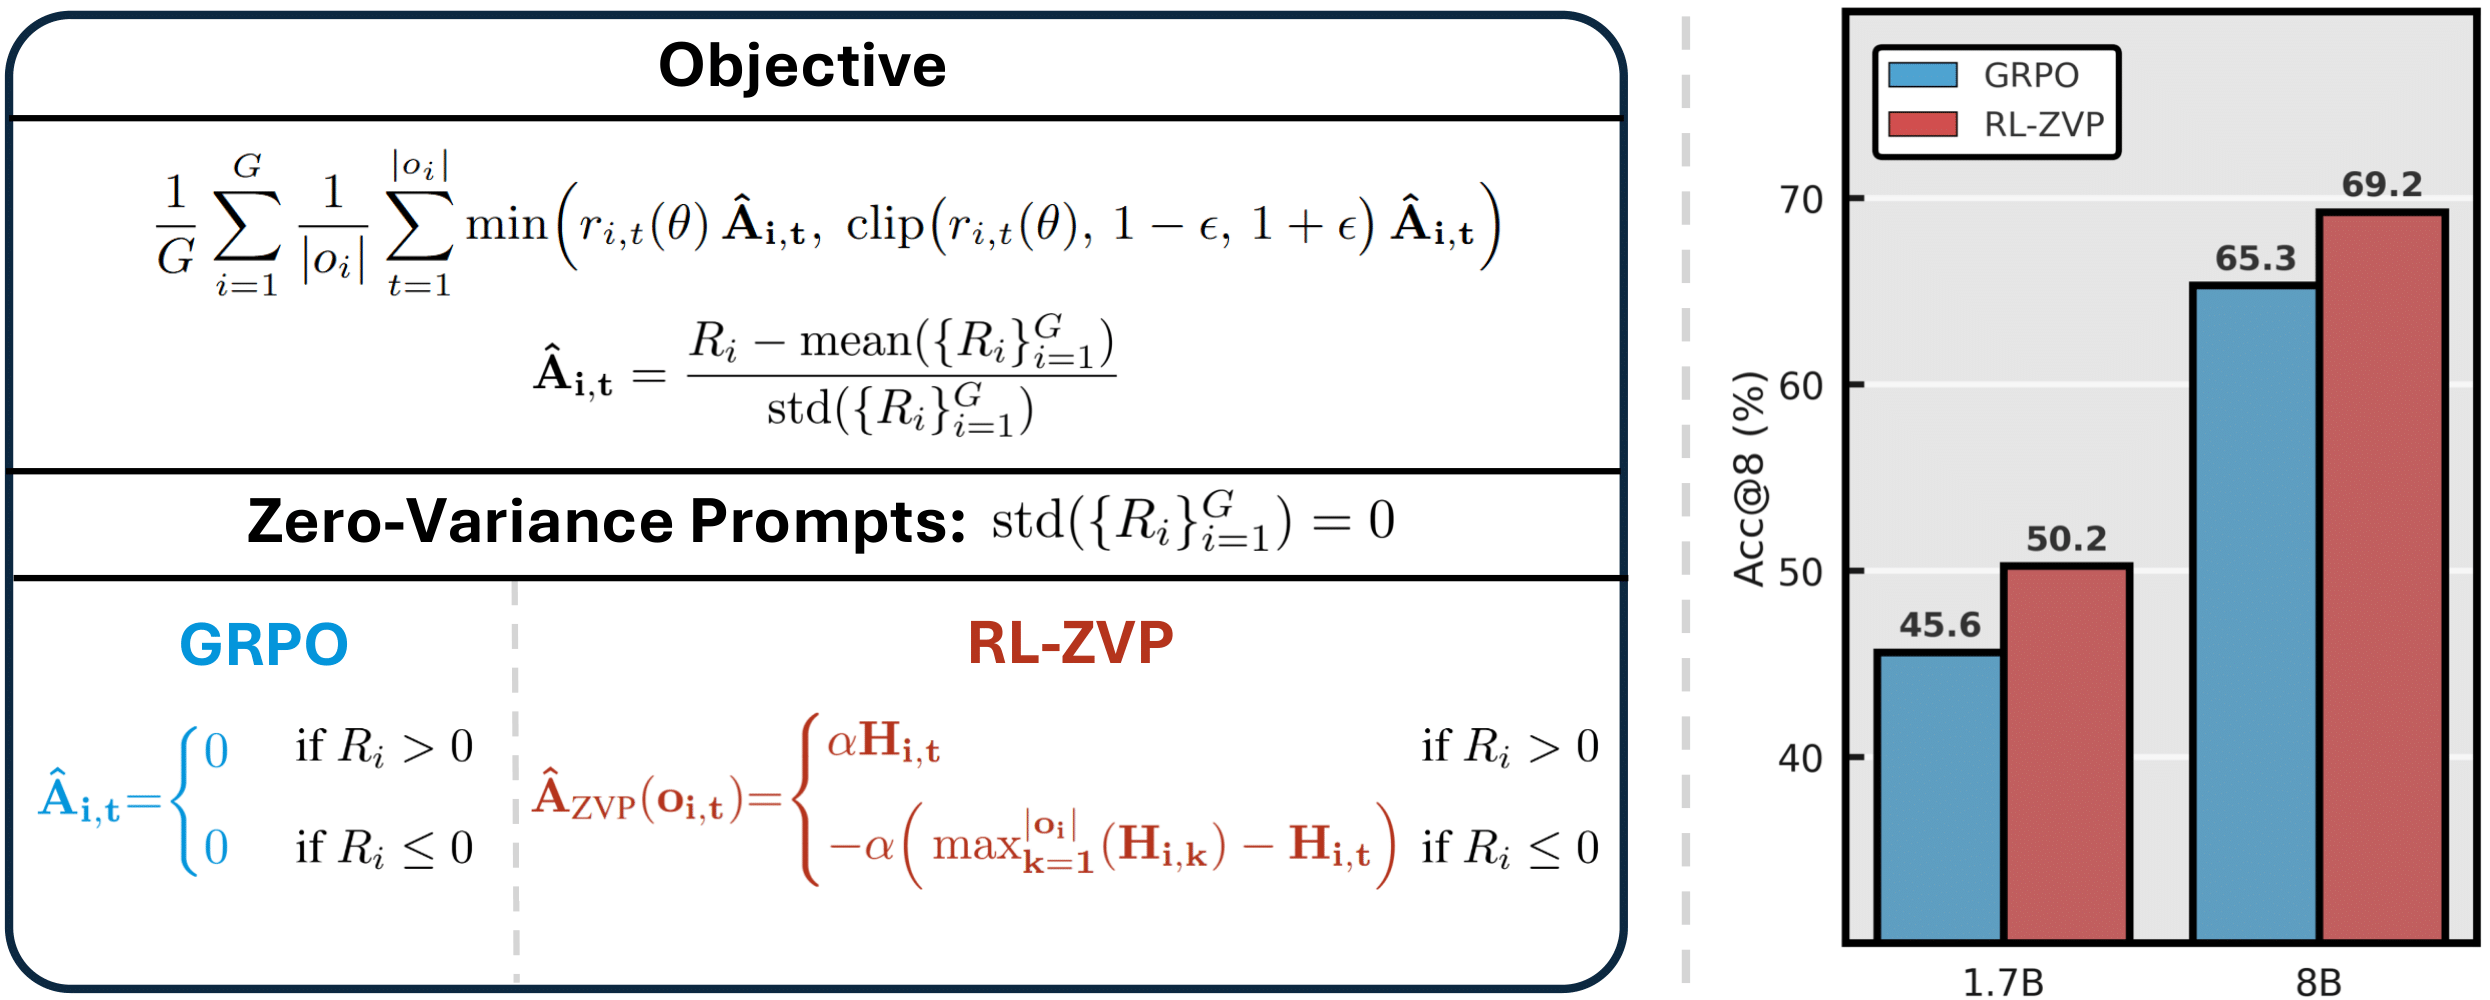 Objective
$\frac{1}{G} \sum_{i=1}^{G} \frac{1}{|o_i|} \sum_{t=1}^{|o_i|} \min\left( r_{i,t}(\theta) \, \hat{\mathbf{A}}_{\mathbf{i,t}}, \; \text{clip}\left( r_{i,t}(\theta), 1 - \epsilon, 1 + \epsilon \right) \hat{\mathbf{A}}_{\mathbf{i,t}} \right)$
$\hat{\mathbf{A}}_{\mathbf{i,t}} = \frac{R_i - \text{mean}(\{R_i\}_{i=1}^{G})}{\text{std}(\{R_i\}_{i=1}^{G})}$
Zero-Variance Prompts: $\text{std}(\{R_i\}_{i=1}^{G}) = 0$
GRPO
$\hat{\mathbf{A}}_{\mathbf{i,t}} = \begin{cases} 0 & \text{if } R_i > 0 \\ 0 & \text{if } R_i \leq 0 \end{cases}$
RL-ZVP
$\hat{\mathbf{A}}_{\text{ZVP}}(\mathbf{o_{i,t}}) = \begin{cases} \alpha \mathbf{H_{i,t}} & \text{if } R_i > 0 \\ -\alpha \left( \max_{\mathbf{k=1}}^{|\mathbf{o_i}|} (\mathbf{H_{i,k}}) - \mathbf{H_{i,t}} \right) & \text{if } R_i \leq 0 \end{cases}$
GRPO
RL-ZVP
Acc@8 (%)
70
60
50
40
45.6
50.2
65.3
69.2
1.7B
8B